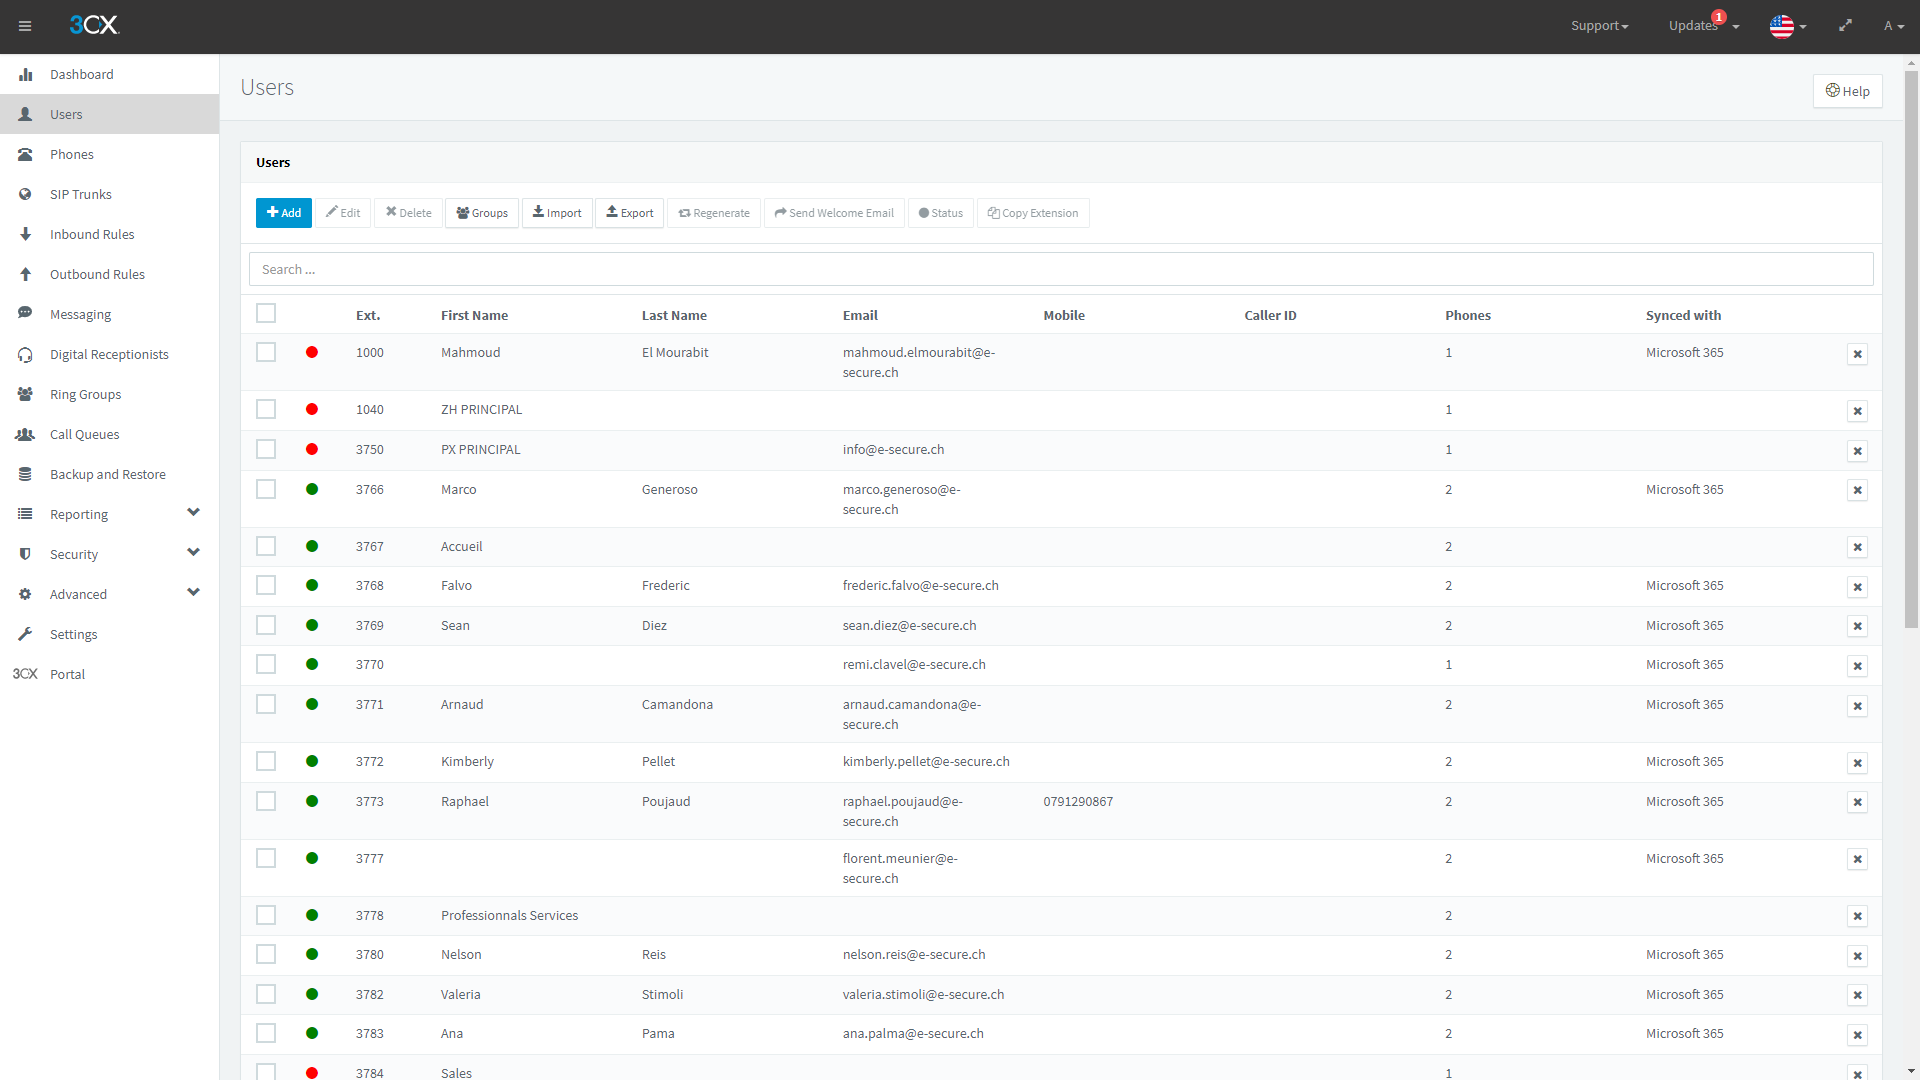 3CX
Support
Updates 1
A
Dashboard
Users
Phones
SIP Trunks
Inbound Rules
Outbound Rules
Messaging
Digital Receptionists
Ring Groups
Call Queues
Backup and Restore
Reporting
Security
Advanced
Settings
3CX Portal
Users
Help
Users
Add Edit Delete Groups Import Export Regenerate Send Welcome Email Status Copy Extension
Search ...
Ext. First Name Last Name Email Mobile Caller ID Phones Synced with
1000 Mahmoud El Mourabit mahmoud.elmourabit@e- 1 Microsoft 365
secure.ch
1040 ZH PRINCIPAL 1
3750 PX PRINCIPAL info@e-secure.ch 1
3766 Marco Generoso marco.generoso@e- 2 Microsoft 365
secure.ch
3767 Accueil 2
3768 Falvo Frederic frederic.falvo@e-secure.ch 2 Microsoft 365
3769 Sean Diez sean.diez@e-secure.ch 2 Microsoft 365
3770 remi.clavel@e-secure.ch 1 Microsoft 365
3771 Arnaud Camandona arnaud.camandona@e- 2 Microsoft 365
secure.ch
3772 Kimberly Pellet kimberly.pellet@e-secure.ch 2 Microsoft 365
3773 Raphael Poujaud raphael.poujaud@e- 0791290867 2 Microsoft 365
secure.ch
3777 florent.meunier@e- 2 Microsoft 365
secure.ch
3778 Professionnals Services 2
3780 Nelson Reis nelson.reis@e-secure.ch 2 Microsoft 365
3782 Valeria Stimoli valeria.stimoli@e-secure.ch 2 Microsoft 365
3783 Ana Pama ana.palma@e-secure.ch 2 Microsoft 365
3784 Sales 1